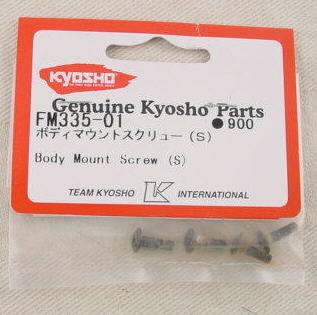 KYOSHO
Genuine Kyosho Parts
FM335-01 ●900
ボディマウントスクリュー(S)
Body Mount Screw (S)
TEAM KYOSHO K INTERNATIONAL